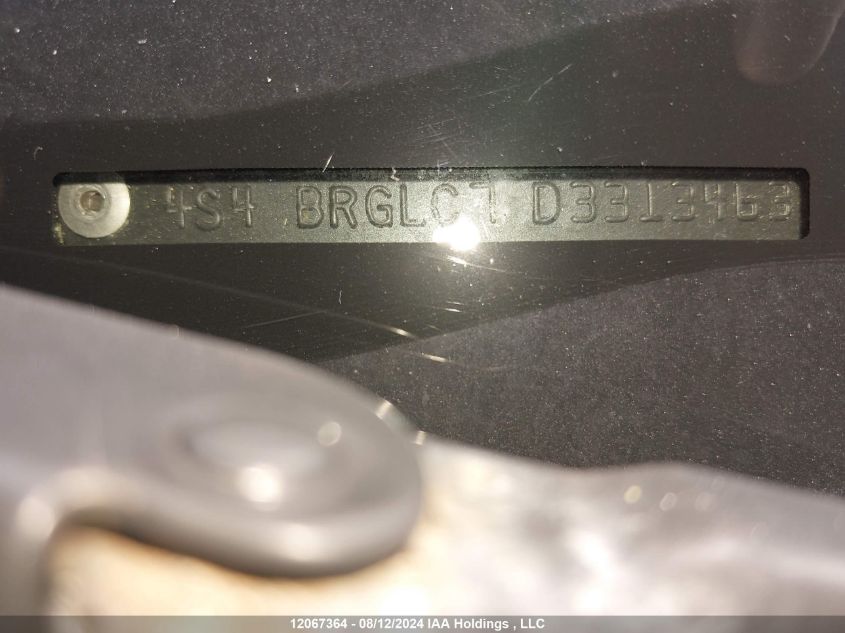 4S4 BRGLC7 D3313463
12067364 - 08/12/2024 IAA Holdings , LLC